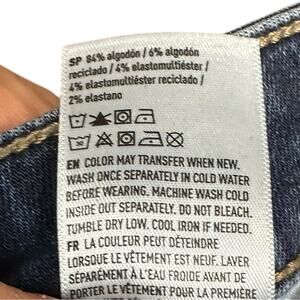 SP 84% algodón / 6% algodón
reciclado / 4% elastomultiéster /
4% elastomultiéster reciclado /
2% elastano
EN COLOR MAY TRANSFER WHEN NEW.
WASH ONCE SEPARATELY IN COLD WATER
BEFORE WEARING. MACHINE WASH COLD
INSIDE OUT SEPARATELY. DO NOT BLEACH.
TUMBLE DRY LOW. COOL IRON IF NEEDED.
FR LA COULEUR PEUT DÉTEINDRE
LORSQUE LE VÊTEMENT EST NEUF. LAVER
SÉPARÉMENT À L'EAU FROIDE AVANT DE
PORTER LE VÊTEMENT POUR LA